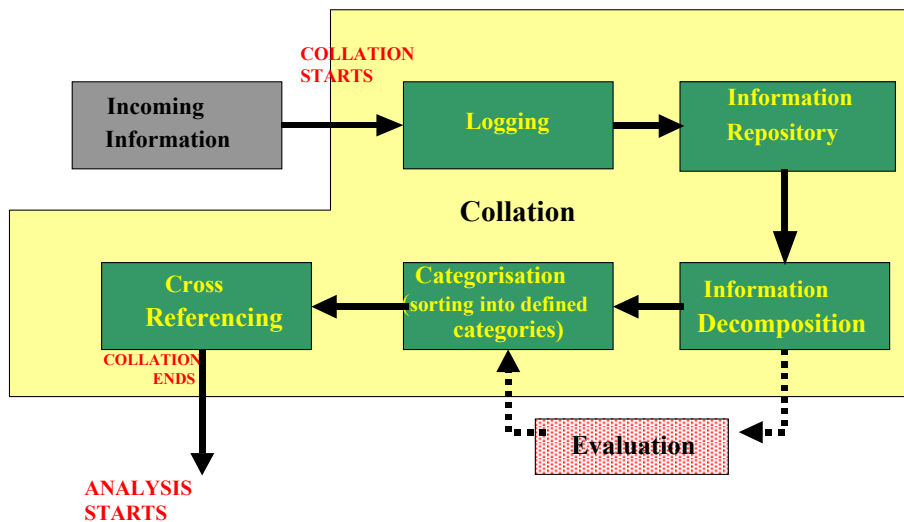 COLLATION
STARTS
Incoming
Information
Logging
Information
Repository
Collation
Cross
Referencing
Categorisation
(sorting into defined
categories)
Information
Decomposition
COLLATION
ENDS
Evaluation
ANALYSIS
STARTS